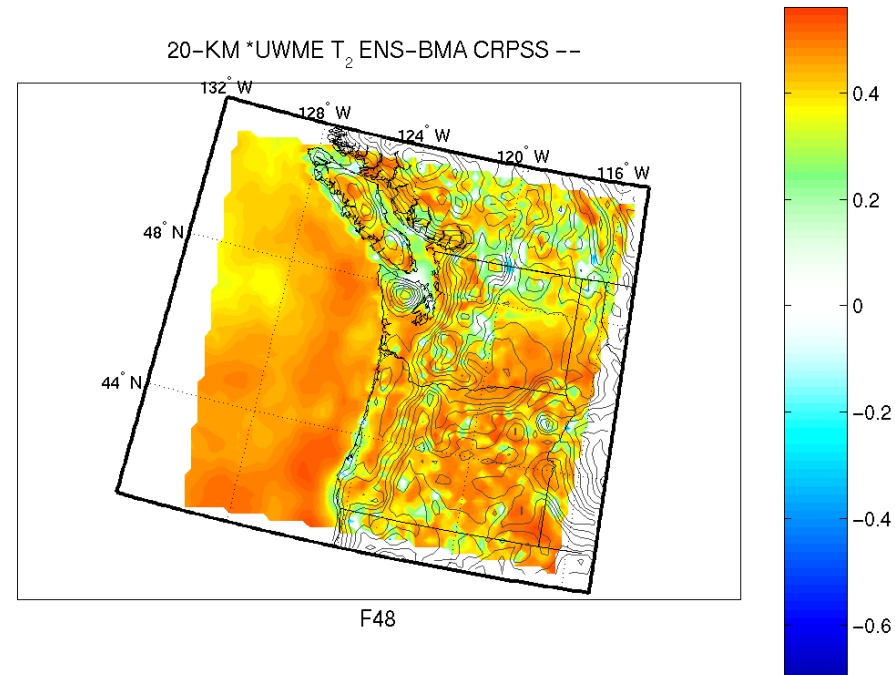 20-KM *UWME T₂ ENS-BMA CRPSS --
132° W
128° W
124° W
120° W
116° W
48° N
44° N
F48
0.4
0.2
0
-0.2
-0.4
-0.6